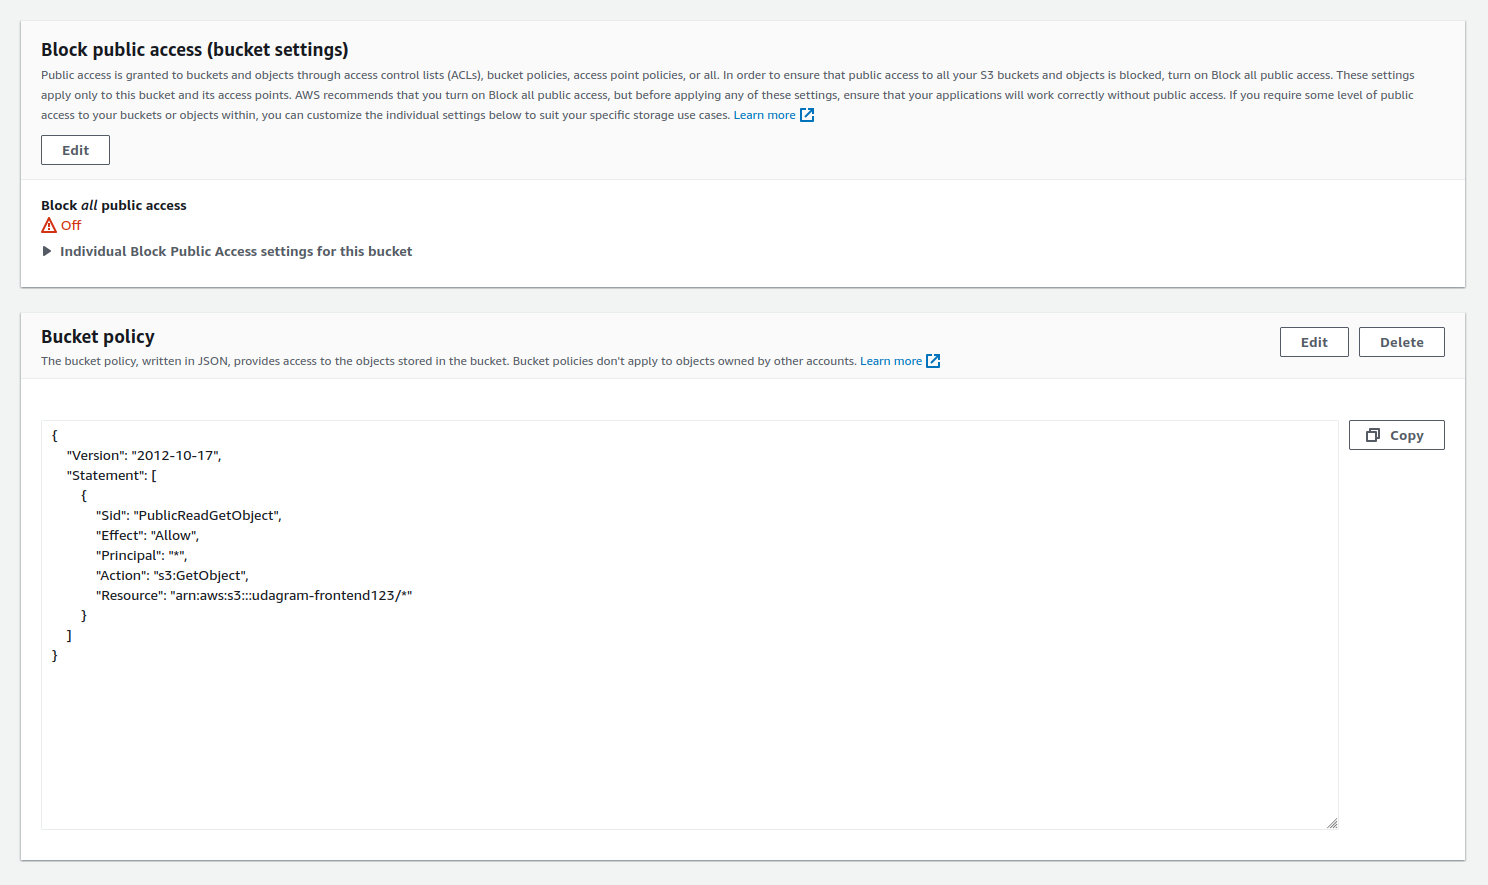 Block public access (bucket settings)
Public access is granted to buckets and objects through access control lists (ACLs), bucket policies, access point policies, or all. In order to ensure that public access to all your S3 buckets and objects is blocked, turn on Block all public access. These settings
apply only to this bucket and its access points. AWS recommends that you turn on Block all public access, but before applying any of these settings, ensure that your applications will work correctly without public access. If you require some level of public
access to your buckets or objects within, you can customize the individual settings below to suit your specific storage use cases. Learn more
Edit
Block all public access
Off
Individual Block Public Access settings for this bucket
Bucket policy
Edit
Delete
The bucket policy, written in JSON, provides access to the objects stored in the bucket. Bucket policies don't apply to objects owned by other accounts. Learn more
Copy
{
    "Version": "2012-10-17",
    "Statement": [
        {
            "Sid": "PublicReadGetObject",
            "Effect": "Allow",
            "Principal": "*",
            "Action": "s3:GetObject",
            "Resource": "arn:aws:s3:::udagram-frontend123/*"
        }
    ]
}